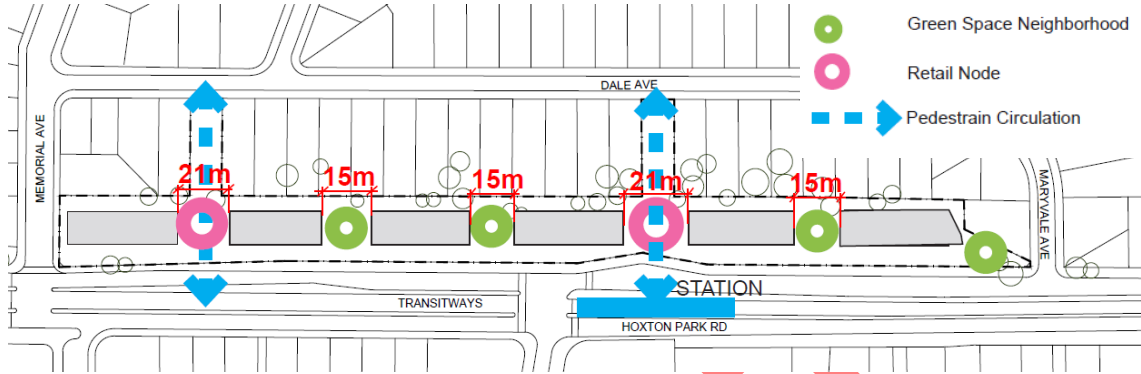 Green Space Neighborhood
Retail Node
Pedestrain Circulation
DALE AVE
MEMORIAL AVE
MARYVALE AVE
21m
15m
15m
21m
15m
STATION
TRANSITWAYS
HOXTON PARK RD